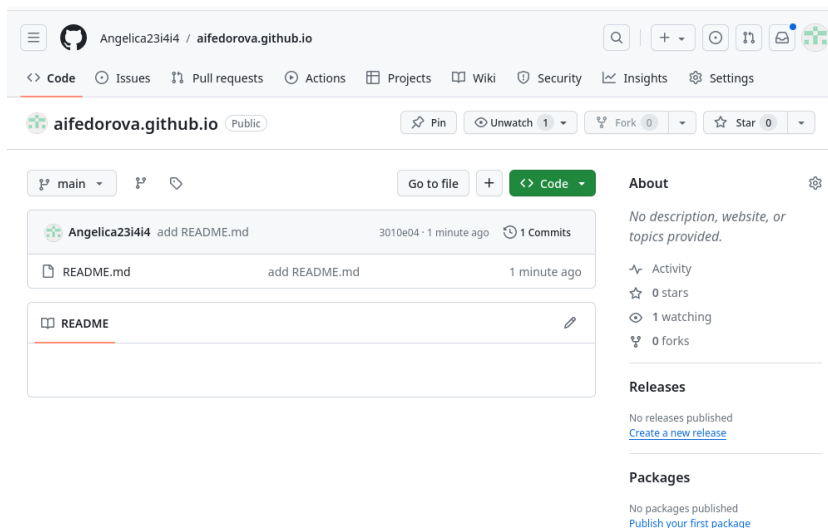 Angelica23i4i4 / aifedorova.github.io
Code Issues Pull requests Actions Projects Wiki Security Insights Settings
aifedorova.github.io Public Pin Unwatch 1 Fork 0 Star 0
main Go to file + Code
Angelica23i4i4 add README.md 3010e04 · 1 minute ago 1 Commits
README.md add README.md 1 minute ago
README
About
No description, website, or
topics provided.
Activity
0 stars
1 watching
0 forks
Releases
No releases published
Create a new release
Packages
No packages published
Publish your first package